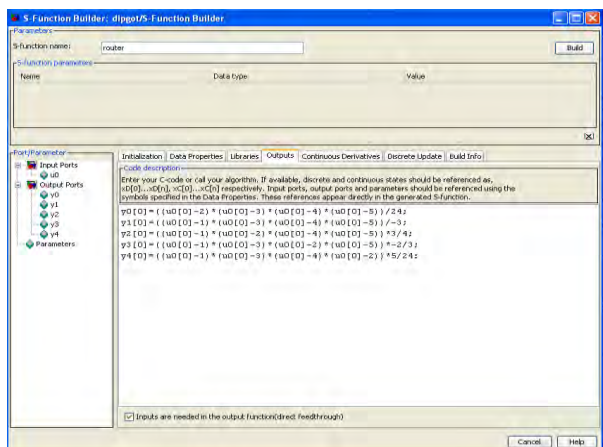 S-Function Builder: dipgot/S-Function Builder
Parameters
S-function name: router Build
S-function parameters
Name Data type Value
Port/Parameter
Input Ports
u0
Output Ports
y0
y1
y2
y3
y4
Parameters
Initialization Data Properties Libraries Outputs Continuous Derivatives Discrete Update Build Info
Code description
Enter your C-code or call your algorithm. If available, discrete and continuous states should be referenced as,
xD[0]...xD[n], xC[0]...xC[n] respectively. Input ports, output ports and parameters should be referenced using the
symbols specified in the Data Properties. These references appear directly in the generated S-function.
y0[0]=((u0[0]-2)*(u0[0]-3)*(u0[0]-4)*(u0[0]-5))/24;
y1[0]=((u0[0]-1)*(u0[0]-3)*(u0[0]-4)*(u0[0]-5))/-3;
y2[0]=((u0[0]-1)*(u0[0]-2)*(u0[0]-4)*(u0[0]-5))*3/4;
y3[0]=((u0[0]-1)*(u0[0]-3)*(u0[0]-2)*(u0[0]-5))*-2/3;
y4[0]=((u0[0]-1)*(u0[0]-3)*(u0[0]-4)*(u0[0]-2))*5/24;
Inputs are needed in the output function(direct feedthrough)
Cancel Help